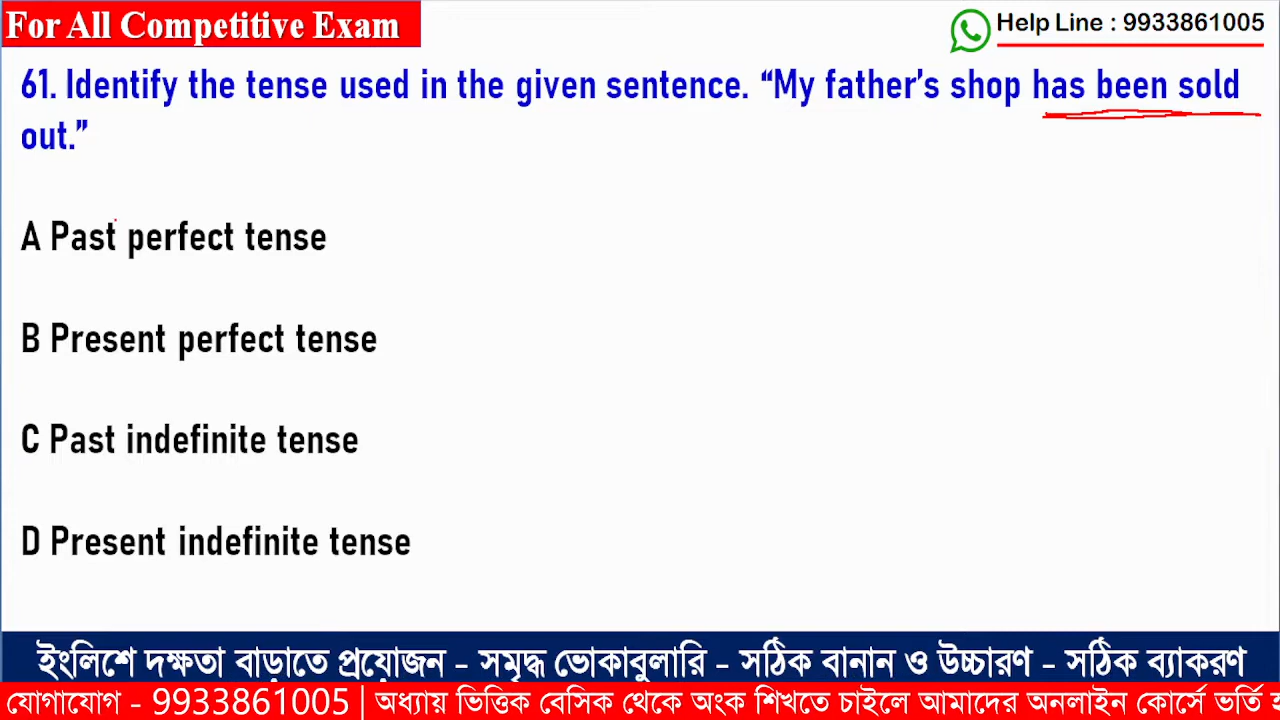 For All Competitive Exam
Help Line : 9933861005
61. Identify the tense used in the given sentence. “My father’s shop has been sold
out.”
A Past perfect tense
B Present perfect tense
C Past indefinite tense
D Present indefinite tense
ইংলিশে দক্ষতা বাড়াতে প্রয়োজন - সমৃদ্ধ ভোকাবুলারি - সঠিক বানান ও উচ্চারণ - সঠিক ব্যাকরণ
যোগাযোগ - 9933861005 | অধ্যায় ভিত্তিক বেসিক থেকে অংক শিখতে চাইলে আমাদের অনলাইন কোর্সে ভর্তি